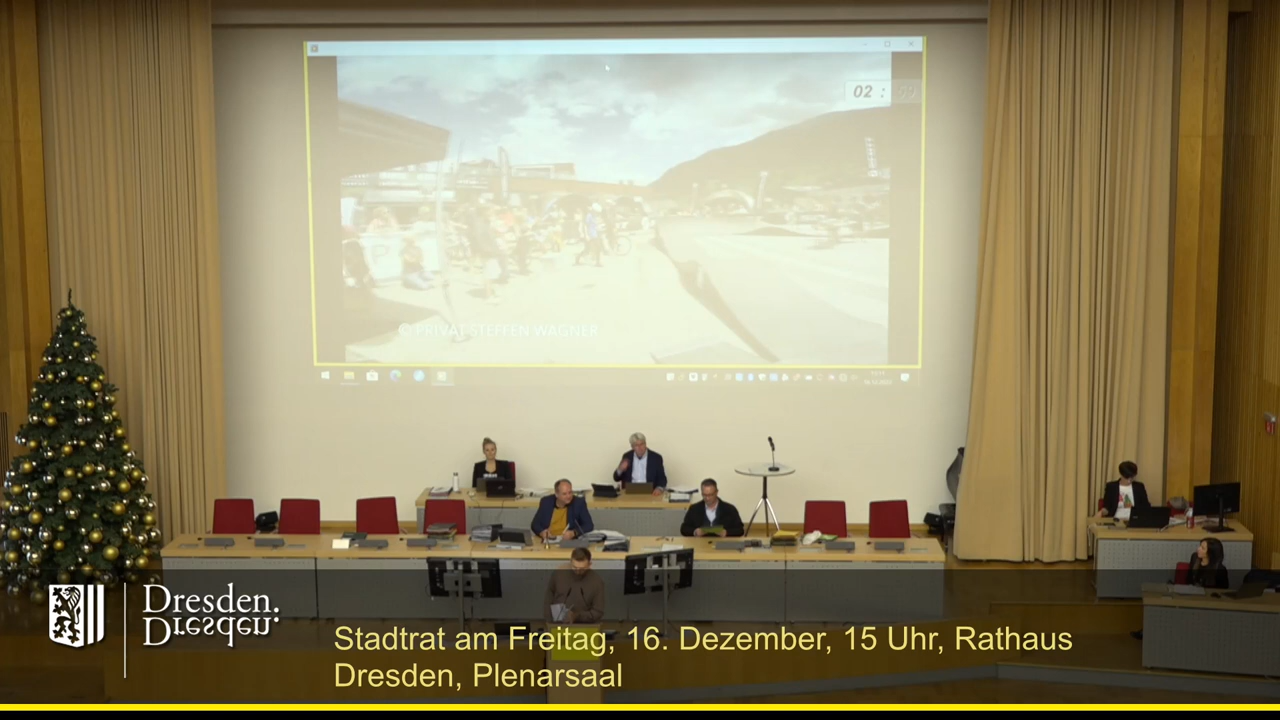 02 :
© PRIVAT STEFFEN WAGNER
Dresden.
Dresden.
Stadtrat am Freitag, 16. Dezember, 15 Uhr, Rathaus
Dresden, Plenarsaal